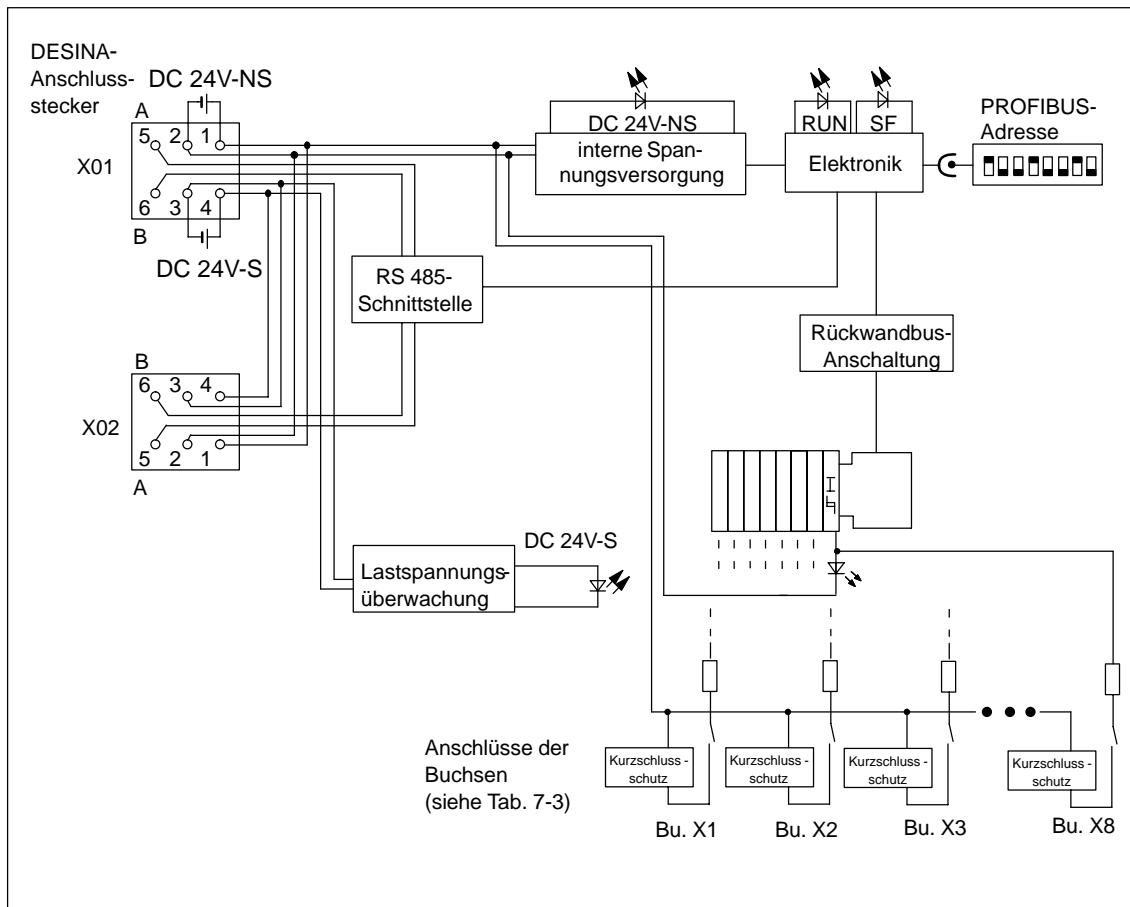 DESINA-
Anschluss-
stecker
DC 24V-NS
A
5 2 1
X01
6 3 4
B
DC 24V-S
DC 24V-NS
interne Span-
nungsversorgung
RUN
SF
Elektronik
PROFIBUS-
Adresse
RS 485-
Schnittstelle
Rückwandbus-
Anschaltung
B
6 3 4
X02
5 2 1
A
DC 24V-S
Lastspannungs-
überwachung
Anschlüsse der
Buchsen
(siehe Tab. 7-3)
Kurzschluss -
schutz
Kurzschluss -
schutz
Kurzschluss -
schutz
Kurzschluss -
schutz
Bu. X1
Bu. X2
Bu. X3
Bu. X8